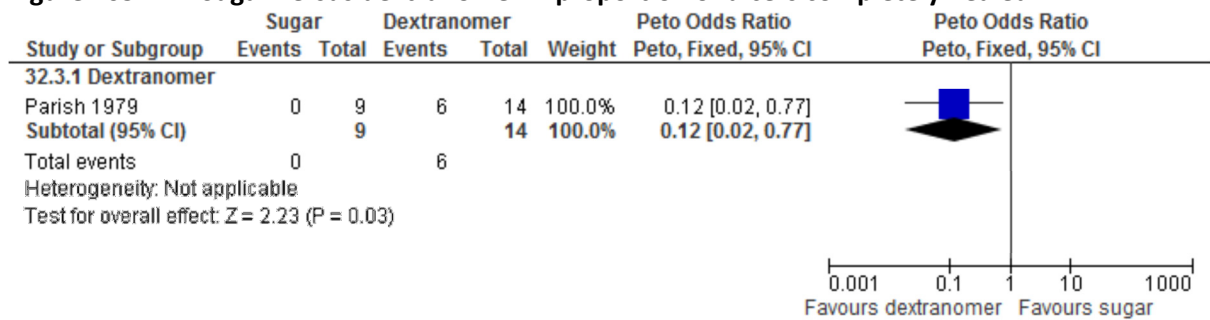 Sugar Dextranomer Peto Odds Ratio Peto Odds Ratio
Study or Subgroup Events Total Events Total Weight Peto, Fixed, 95% CI Peto, Fixed, 95% CI
32.3.1 Dextranomer
Parish 1979 0 9 6 14 100.0% 0.12 [0.02, 0.77]
Subtotal (95% CI) 9 14 100.0% 0.12 [0.02, 0.77]
Total events 0 6
Heterogeneity: Not applicable
Test for overall effect: Z = 2.23 (P = 0.03)
0.001 0.1 1 10 1000
Favours dextranomer Favours sugar